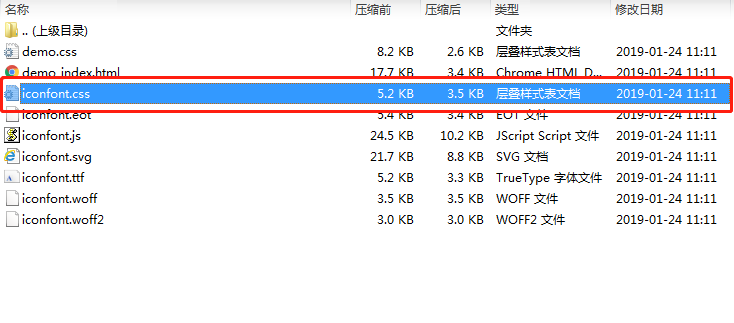 名称 压缩前 压缩后 类型 修改日期
.. (上级目录) 文件夹
demo.css 8.2 KB 2.6 KB 层叠样式表文档 2019-01-24 11:11
demo_index.html 17.7 KB 3.4 KB Chrome HTML D... 2019-01-24 11:11
iconfont.css 5.2 KB 3.5 KB 层叠样式表文档 2019-01-24 11:11
iconfont.eot 5.4 KB 3.4 KB EOT 文件 2019-01-24 11:11
iconfont.js 24.5 KB 10.2 KB JScript Script 文件 2019-01-24 11:11
iconfont.svg 21.7 KB 8.8 KB SVG 文档 2019-01-24 11:11
iconfont.ttf 5.2 KB 3.3 KB TrueType 字体文件 2019-01-24 11:11
iconfont.woff 3.5 KB 3.5 KB WOFF 文件 2019-01-24 11:11
iconfont.woff2 3.0 KB 3.0 KB WOFF2 文件 2019-01-24 11:11